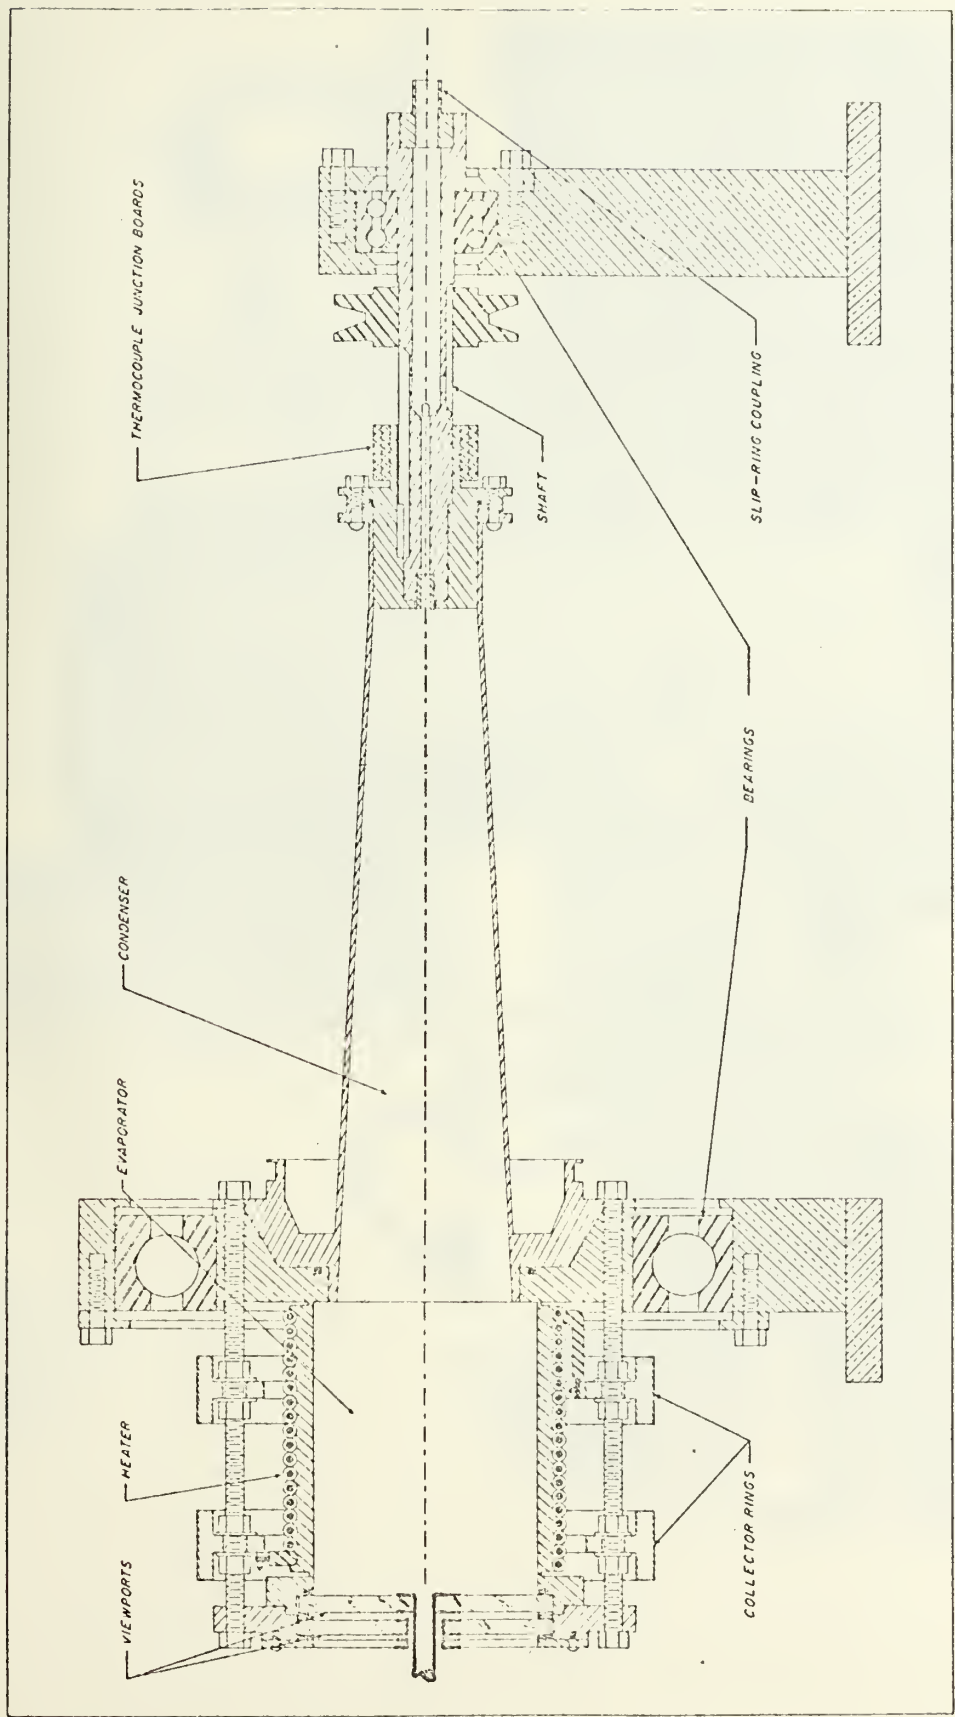 VIEWPORTS
HEATER
EVAPORATOR
CONDENSER
THERMOCOUPLE JUNCTION BOARDS
SHAFT
SLIP-RING COUPLING
BEARINGS
COLLECTOR RINGS